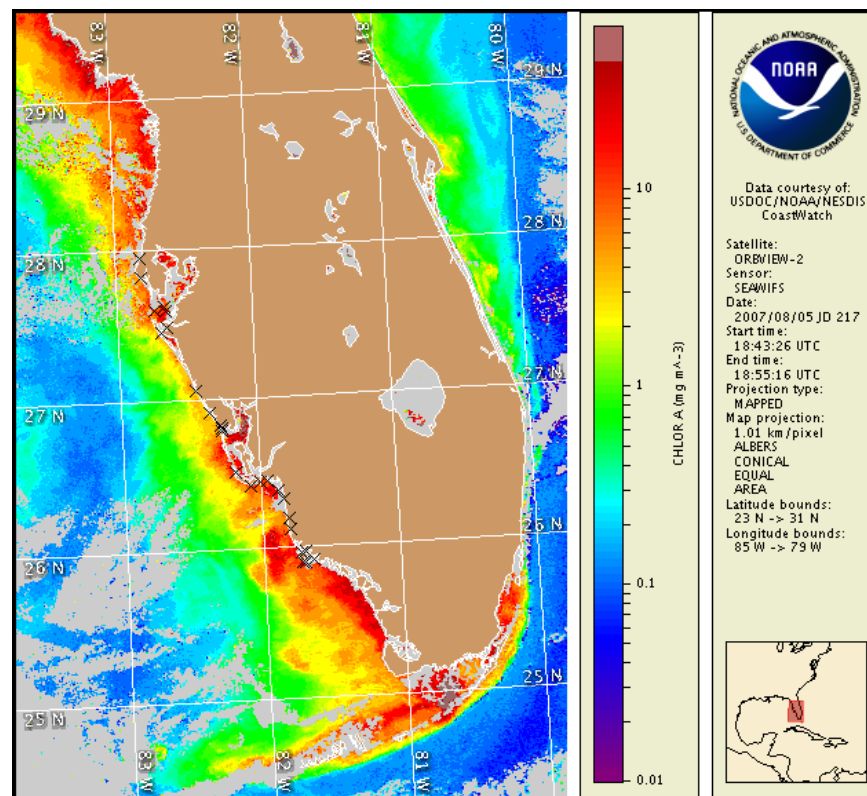 83 W
82 W
81 W
80 W
29 N
29 N
28 N
28 N
27 N
27 N
26 N
26 N
25 N
25 N
83 W
82 W
81 W
10
1
0.1
0.01
CHLOR A (mg m^-3)
NATIONAL OCEANIC AND ATMOSPHERIC ADMINISTRATION
NOAA
U.S. DEPARTMENT OF COMMERCE
Data courtesy of:
USDOC/NOAA/NESDIS
CoastWatch
Satellite:
ORBVIEW-2
Sensor:
SEAWIFS
Date:
2007/08/05 JD 217
Start time:
18:43:26 UTC
End time:
18:55:16 UTC
Projection type:
MAPPED
Map projection:
1.01 km/pixel
ALBERS
CONICAL
EQUAL
AREA
Latitude bounds:
23 N -> 31 N
Longitude bounds:
85 W -> 79 W